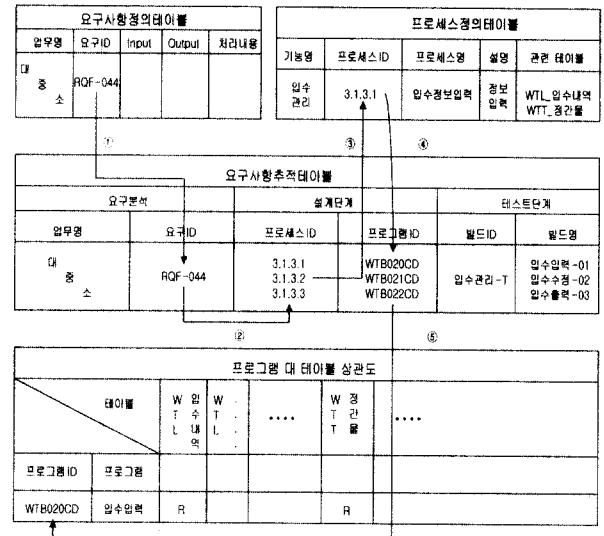 요구사항정의테이블
업무명 요구ID Input Output 처리내용
대
중
소
RQF-044
프로세스정의테이블
기능명 프로세스ID 프로세스명 설명 관련 테이블
입수
관리
3.1.3.1
입수정보입력
정보
입력
WTL_입수내역
WTT_정간물
①
③
④
요구사항추적테이블
요구분석 설계단계 테스트단계
업무명 요구ID 프로세스ID 프로그램ID 빌드ID 빌드명
대
중
소
RQF-044
3.1.3.1
3.1.3.2
3.1.3.3
WTB020CD
WTB021CD
WTB022CD
입수관리-T
입수입력-01
입수수정-02
입수출력-03
②
⑤
프로그램 대 테이블 상관도
테이블
WTL 입수내역
WTL...
....
WTT 정간물
....
프로그램ID 프로그램
WTB020CD 입수입력 R R